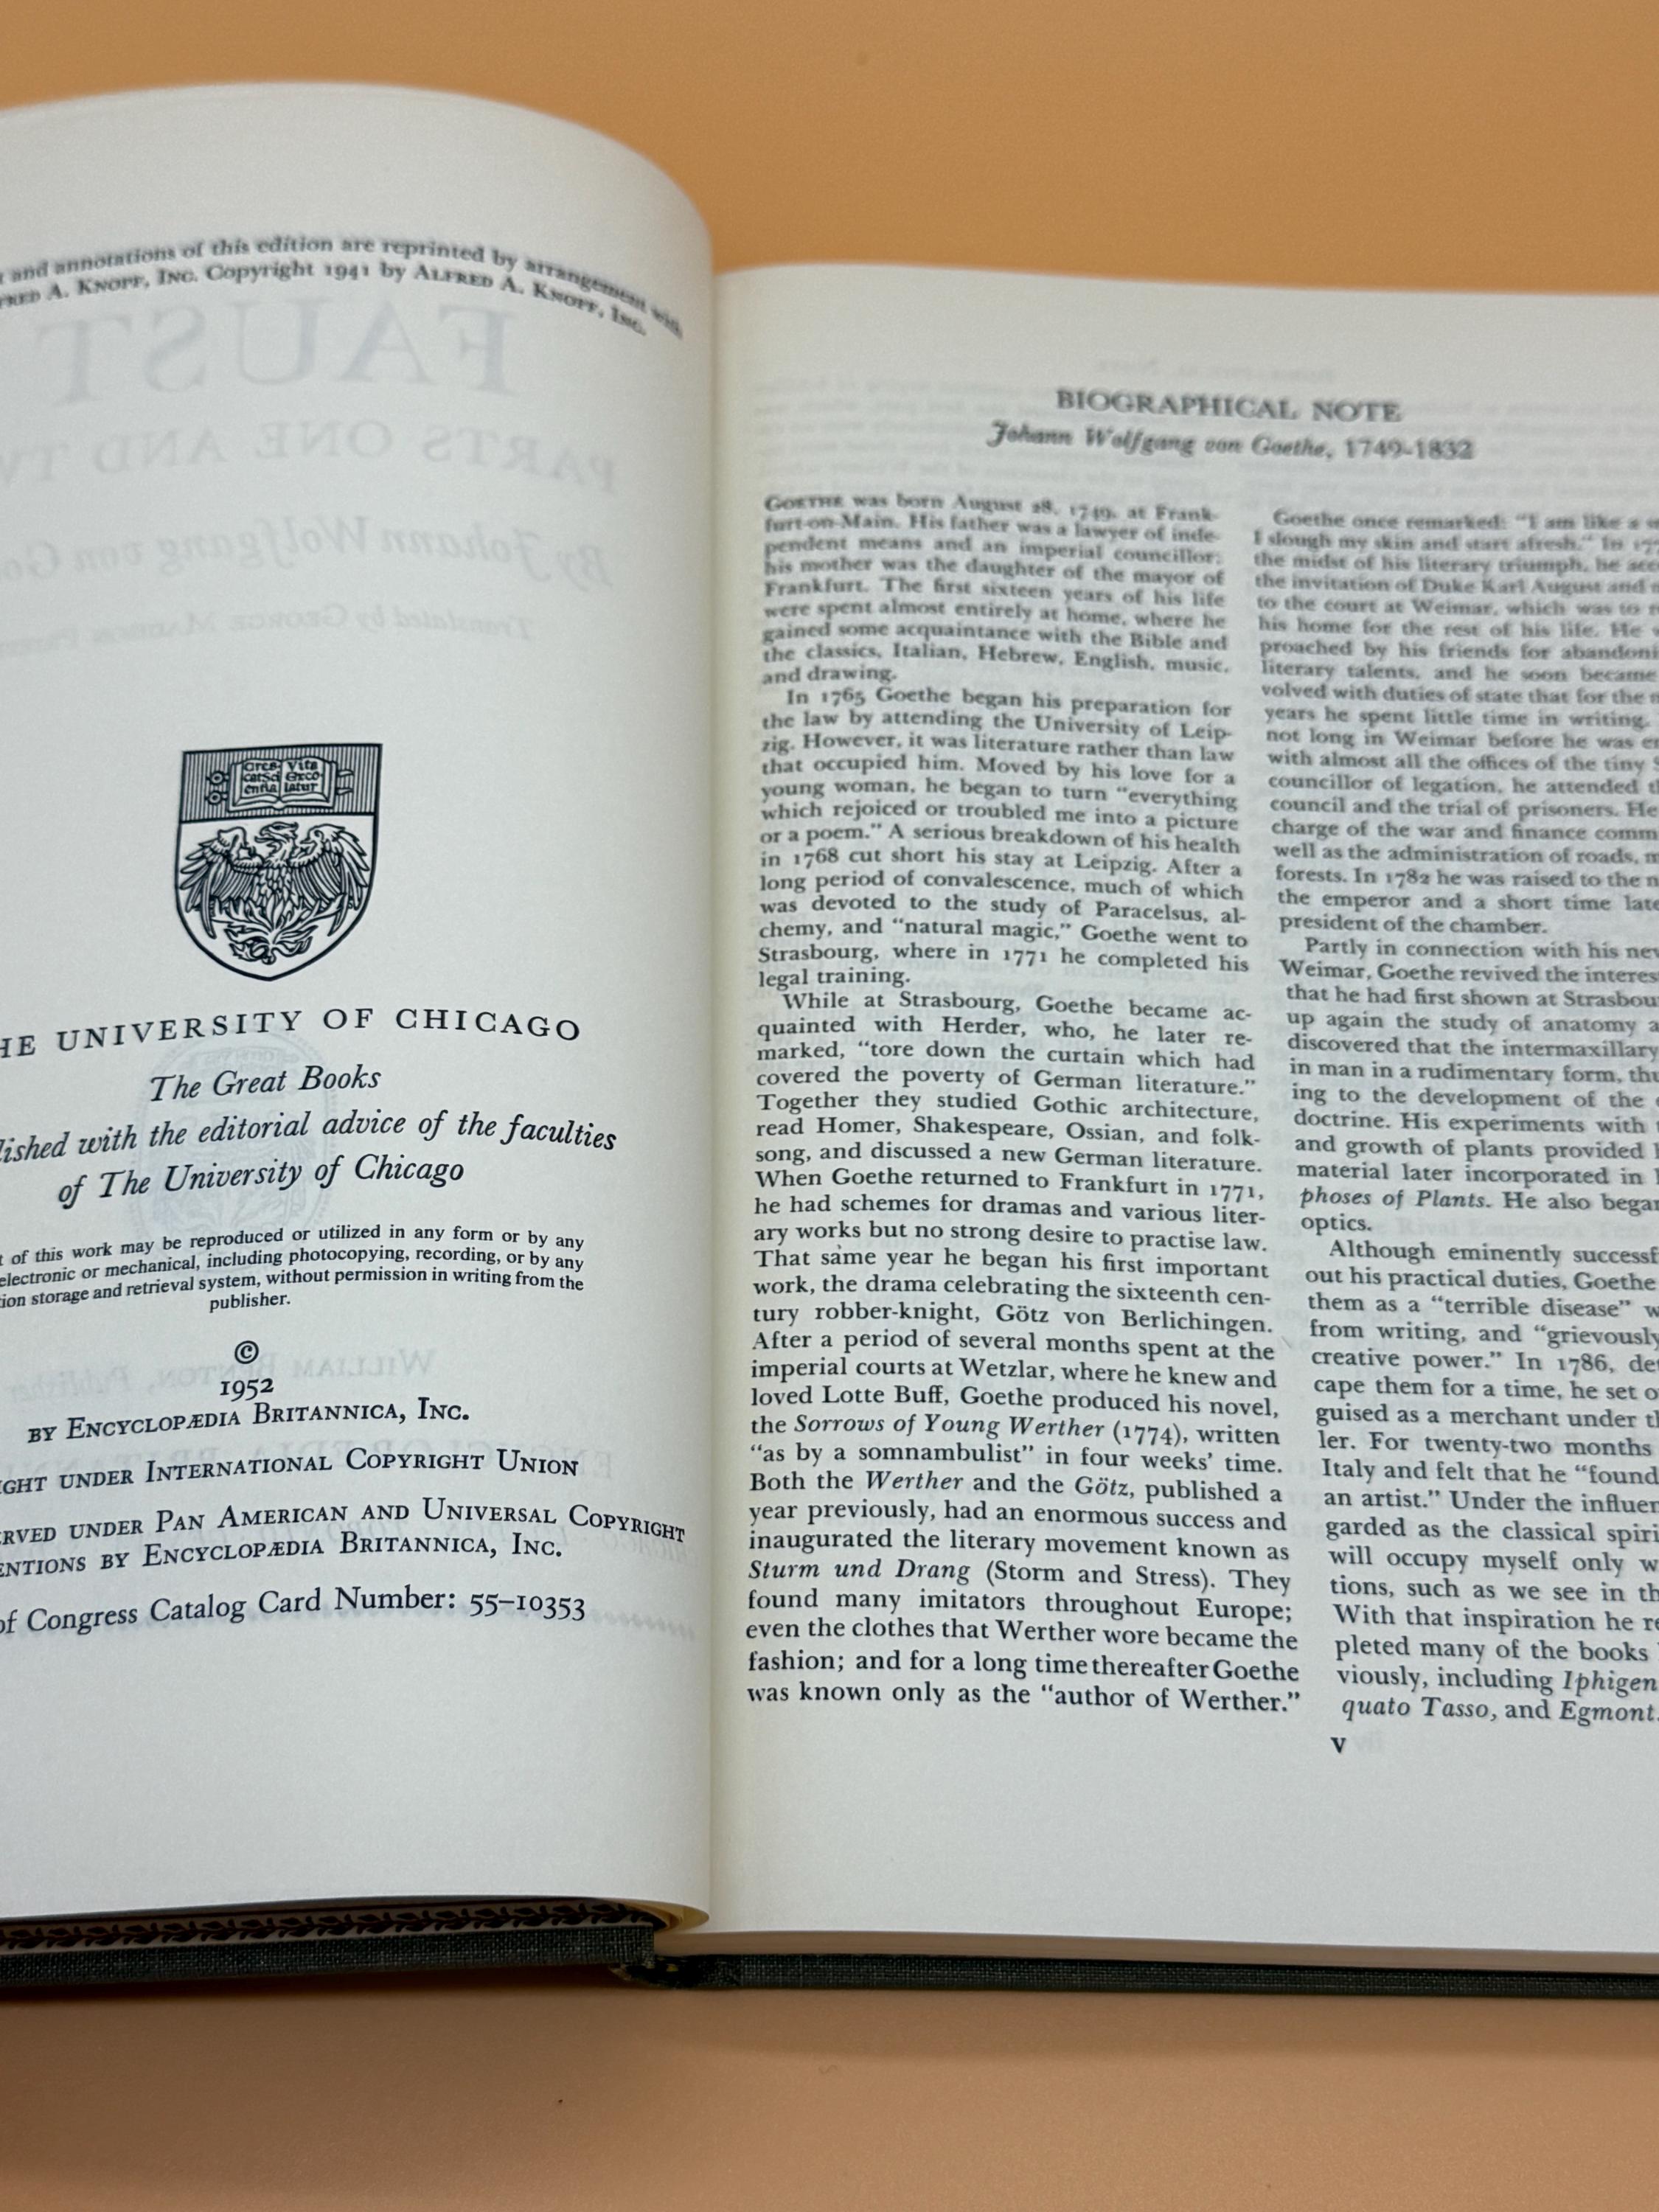 and annotations of this edition are reprinted by arrangement with
FRED A. KNOPF, INC. Copyright 1941 by ALFRED A. KNOPF, INC.
FAUST
PARTS ONE AND TW
By Johann Wolfgang von Go
Translated by GEORGE MADISON PRIEST
Cres Vita
catSci Exco
entia latur
HE UNIVERSITY OF CHICAGO
The Great Books
lished with the editorial advice of the faculties
of The University of Chicago
t of this work may be reproduced or utilized in any form or by any
electronic or mechanical, including photocopying, recording, or by any
ion storage and retrieval system, without permission in writing from the
publisher.
©
1952
BY ENCYCLOPÆDIA BRITANNICA, INC.
IGHT UNDER INTERNATIONAL COPYRIGHT UNION
ERVED UNDER PAN AMERICAN AND UNIVERSAL COPYRIGHT
ENTIONS BY ENCYCLOPÆDIA BRITANNICA, INC.
of Congress Catalog Card Number: 55–10353
WILLIAM BENTON, Publisher
BIOGRAPHICAL NOTE
Johann Wolfgang von Goethe, 1749-1832
GOETHE was born August 28, 1749, at Frank-
furt-on-Main. His father was a lawyer of inde-
pendent means and an imperial councillor;
his mother was the daughter of the mayor of
Frankfurt. The first sixteen years of his life
were spent almost entirely at home, where he
gained some acquaintance with the Bible and
the classics, Italian, Hebrew, English, music,
and drawing.
In 1765 Goethe began his preparation for
the law by attending the University of Leip-
zig. However, it was literature rather than law
that occupied him. Moved by his love for a
young woman, he began to turn “everything
which rejoiced or troubled me into a picture
or a poem.” A serious breakdown of his health
in 1768 cut short his stay at Leipzig. After a
long period of convalescence, much of which
was devoted to the study of Paracelsus, al-
chemy, and “natural magic,” Goethe went to
Strasbourg, where in 1771 he completed his
legal training.
While at Strasbourg, Goethe became ac-
quainted with Herder, who, he later re-
marked, “tore down the curtain which had
covered the poverty of German literature.”
Together they studied Gothic architecture,
read Homer, Shakespeare, Ossian, and folk-
song, and discussed a new German literature.
When Goethe returned to Frankfurt in 1771,
he had schemes for dramas and various liter-
ary works but no strong desire to practise law.
That same year he began his first important
work, the drama celebrating the sixteenth cen-
tury robber-knight, Götz von Berlichingen.
After a period of several months spent at the
imperial courts at Wetzlar, where he knew and
loved Lotte Buff, Goethe produced his novel,
the Sorrows of Young Werther (1774), written
“as by a somnambulist” in four weeks’ time.
Both the Werther and the Götz, published a
year previously, had an enormous success and
inaugurated the literary movement known as
Sturm und Drang (Storm and Stress). They
found many imitators throughout Europe;
even the clothes that Werther wore became the
fashion; and for a long time thereafter Goethe
was known only as the “author of Werther.”
Goethe once remarked: “I am like a
I slough my skin and start afresh.” In 177
the midst of his literary triumph, he acc
the invitation of Duke Karl August and
to the court at Weimar, which was to
his home for the rest of his life. He
proached by his friends for abandoni
literary talents, and he soon became
volved with duties of state that for the
years he spent little time in writing.
not long in Weimar before he was en
with almost all the offices of the tiny
councillor of legation, he attended th
council and the trial of prisoners. He
charge of the war and finance comm
well as the administration of roads, m
forests. In 1782 he was raised to the n
the emperor and a short time late
president of the chamber.
Partly in connection with his new
Weimar, Goethe revived the interes
that he had first shown at Strasbou
up again the study of anatomy a
discovered that the intermaxillary
in man in a rudimentary form, thu
ing to the development of the
doctrine. His experiments with
and growth of plants provided
material later incorporated in
phoses of Plants. He also began
optics.
Although eminently successf
out his practical duties, Goethe
them as a “terrible disease” w
from writing, and “grievously
creative power.” In 1786, det
cape them for a time, he set o
guised as a merchant under th
ler. For twenty-two months
Italy and felt that he “found
an artist.” Under the influen
garded as the classical spiri
will occupy myself only w
tions, such as we see in th
With that inspiration he re
pleted many of the books
viously, including Iphigen
quato Tasso, and Egmont.
v